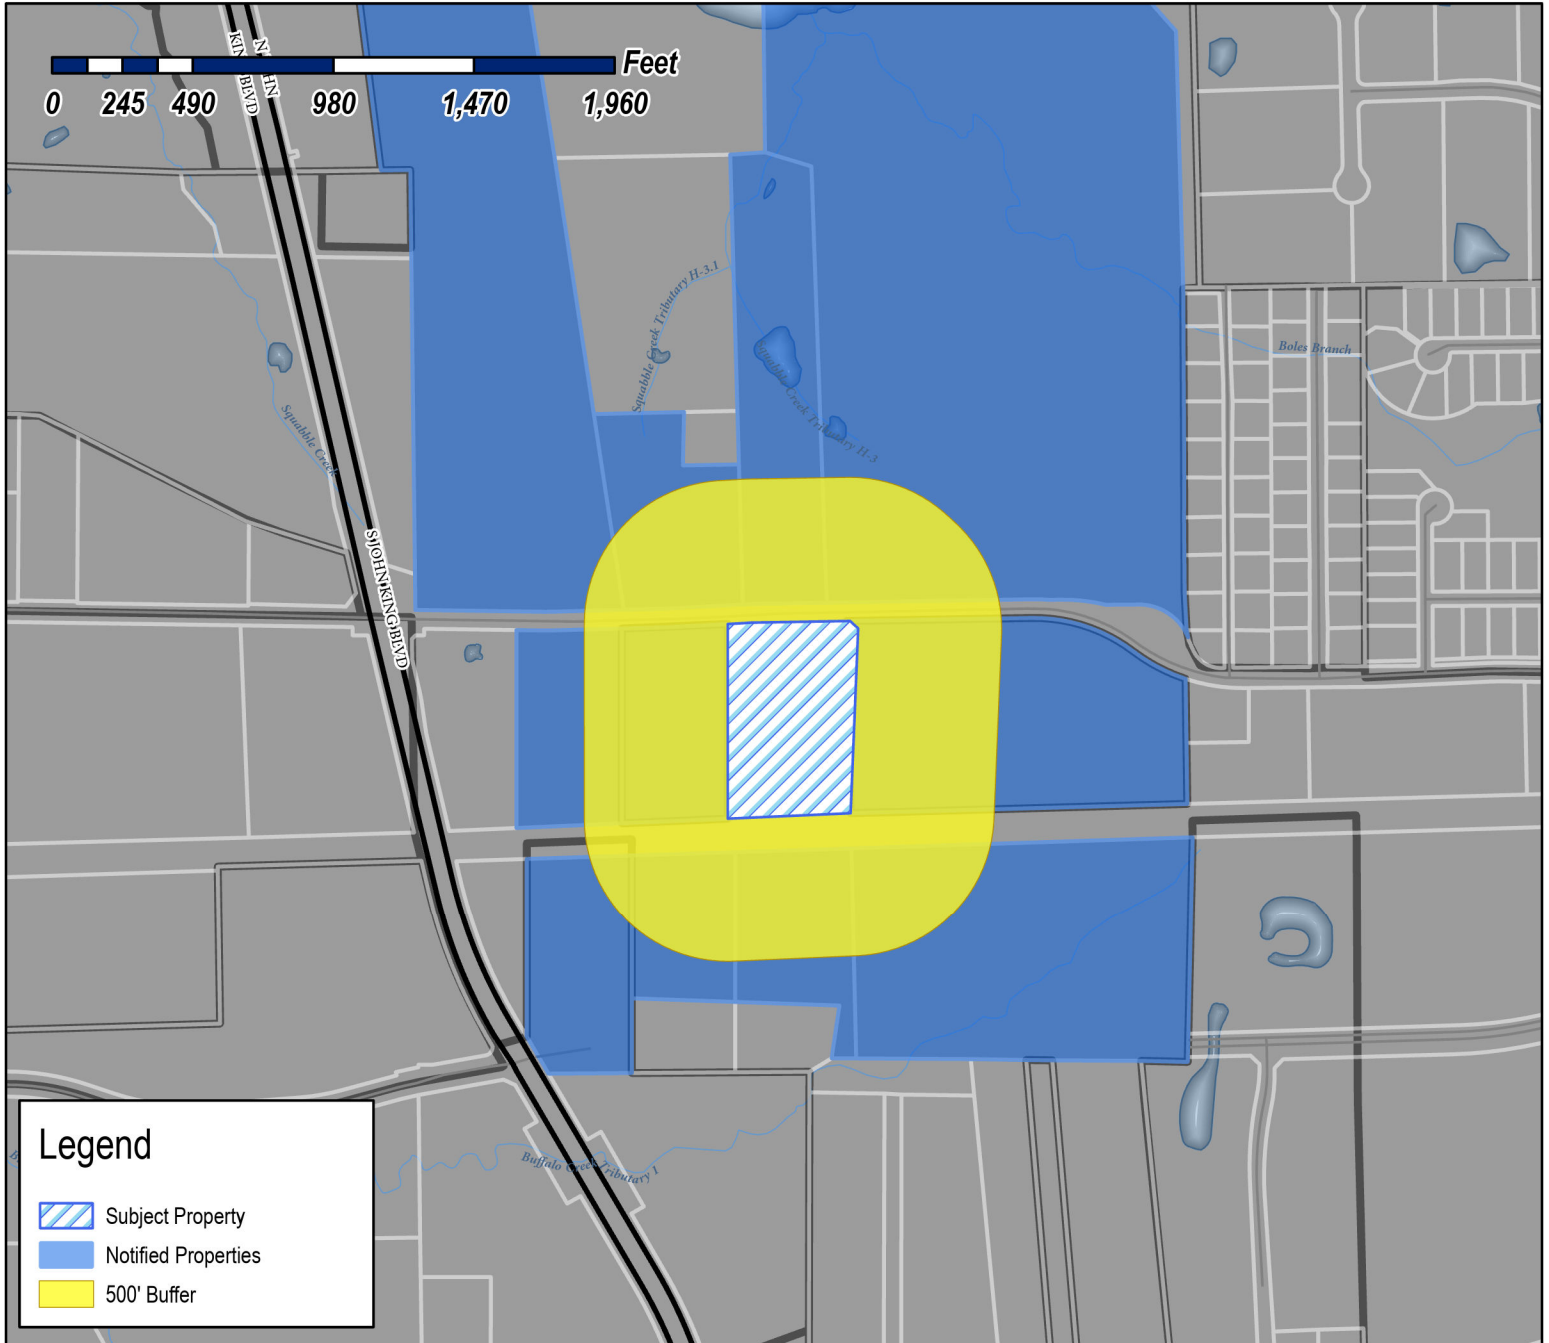 Feet
0 245 490 980 1,470 1,960
N JOHN
KING BLVD
Squabble Creek Tributary H-3.1
Squabble Creek Tributary H-3
Boles Branch
Squabble Creek
S JOHN KING BLVD
Buffalo Creek Tributary 1
Legend
Subject Property
Notified Properties
500' Buffer